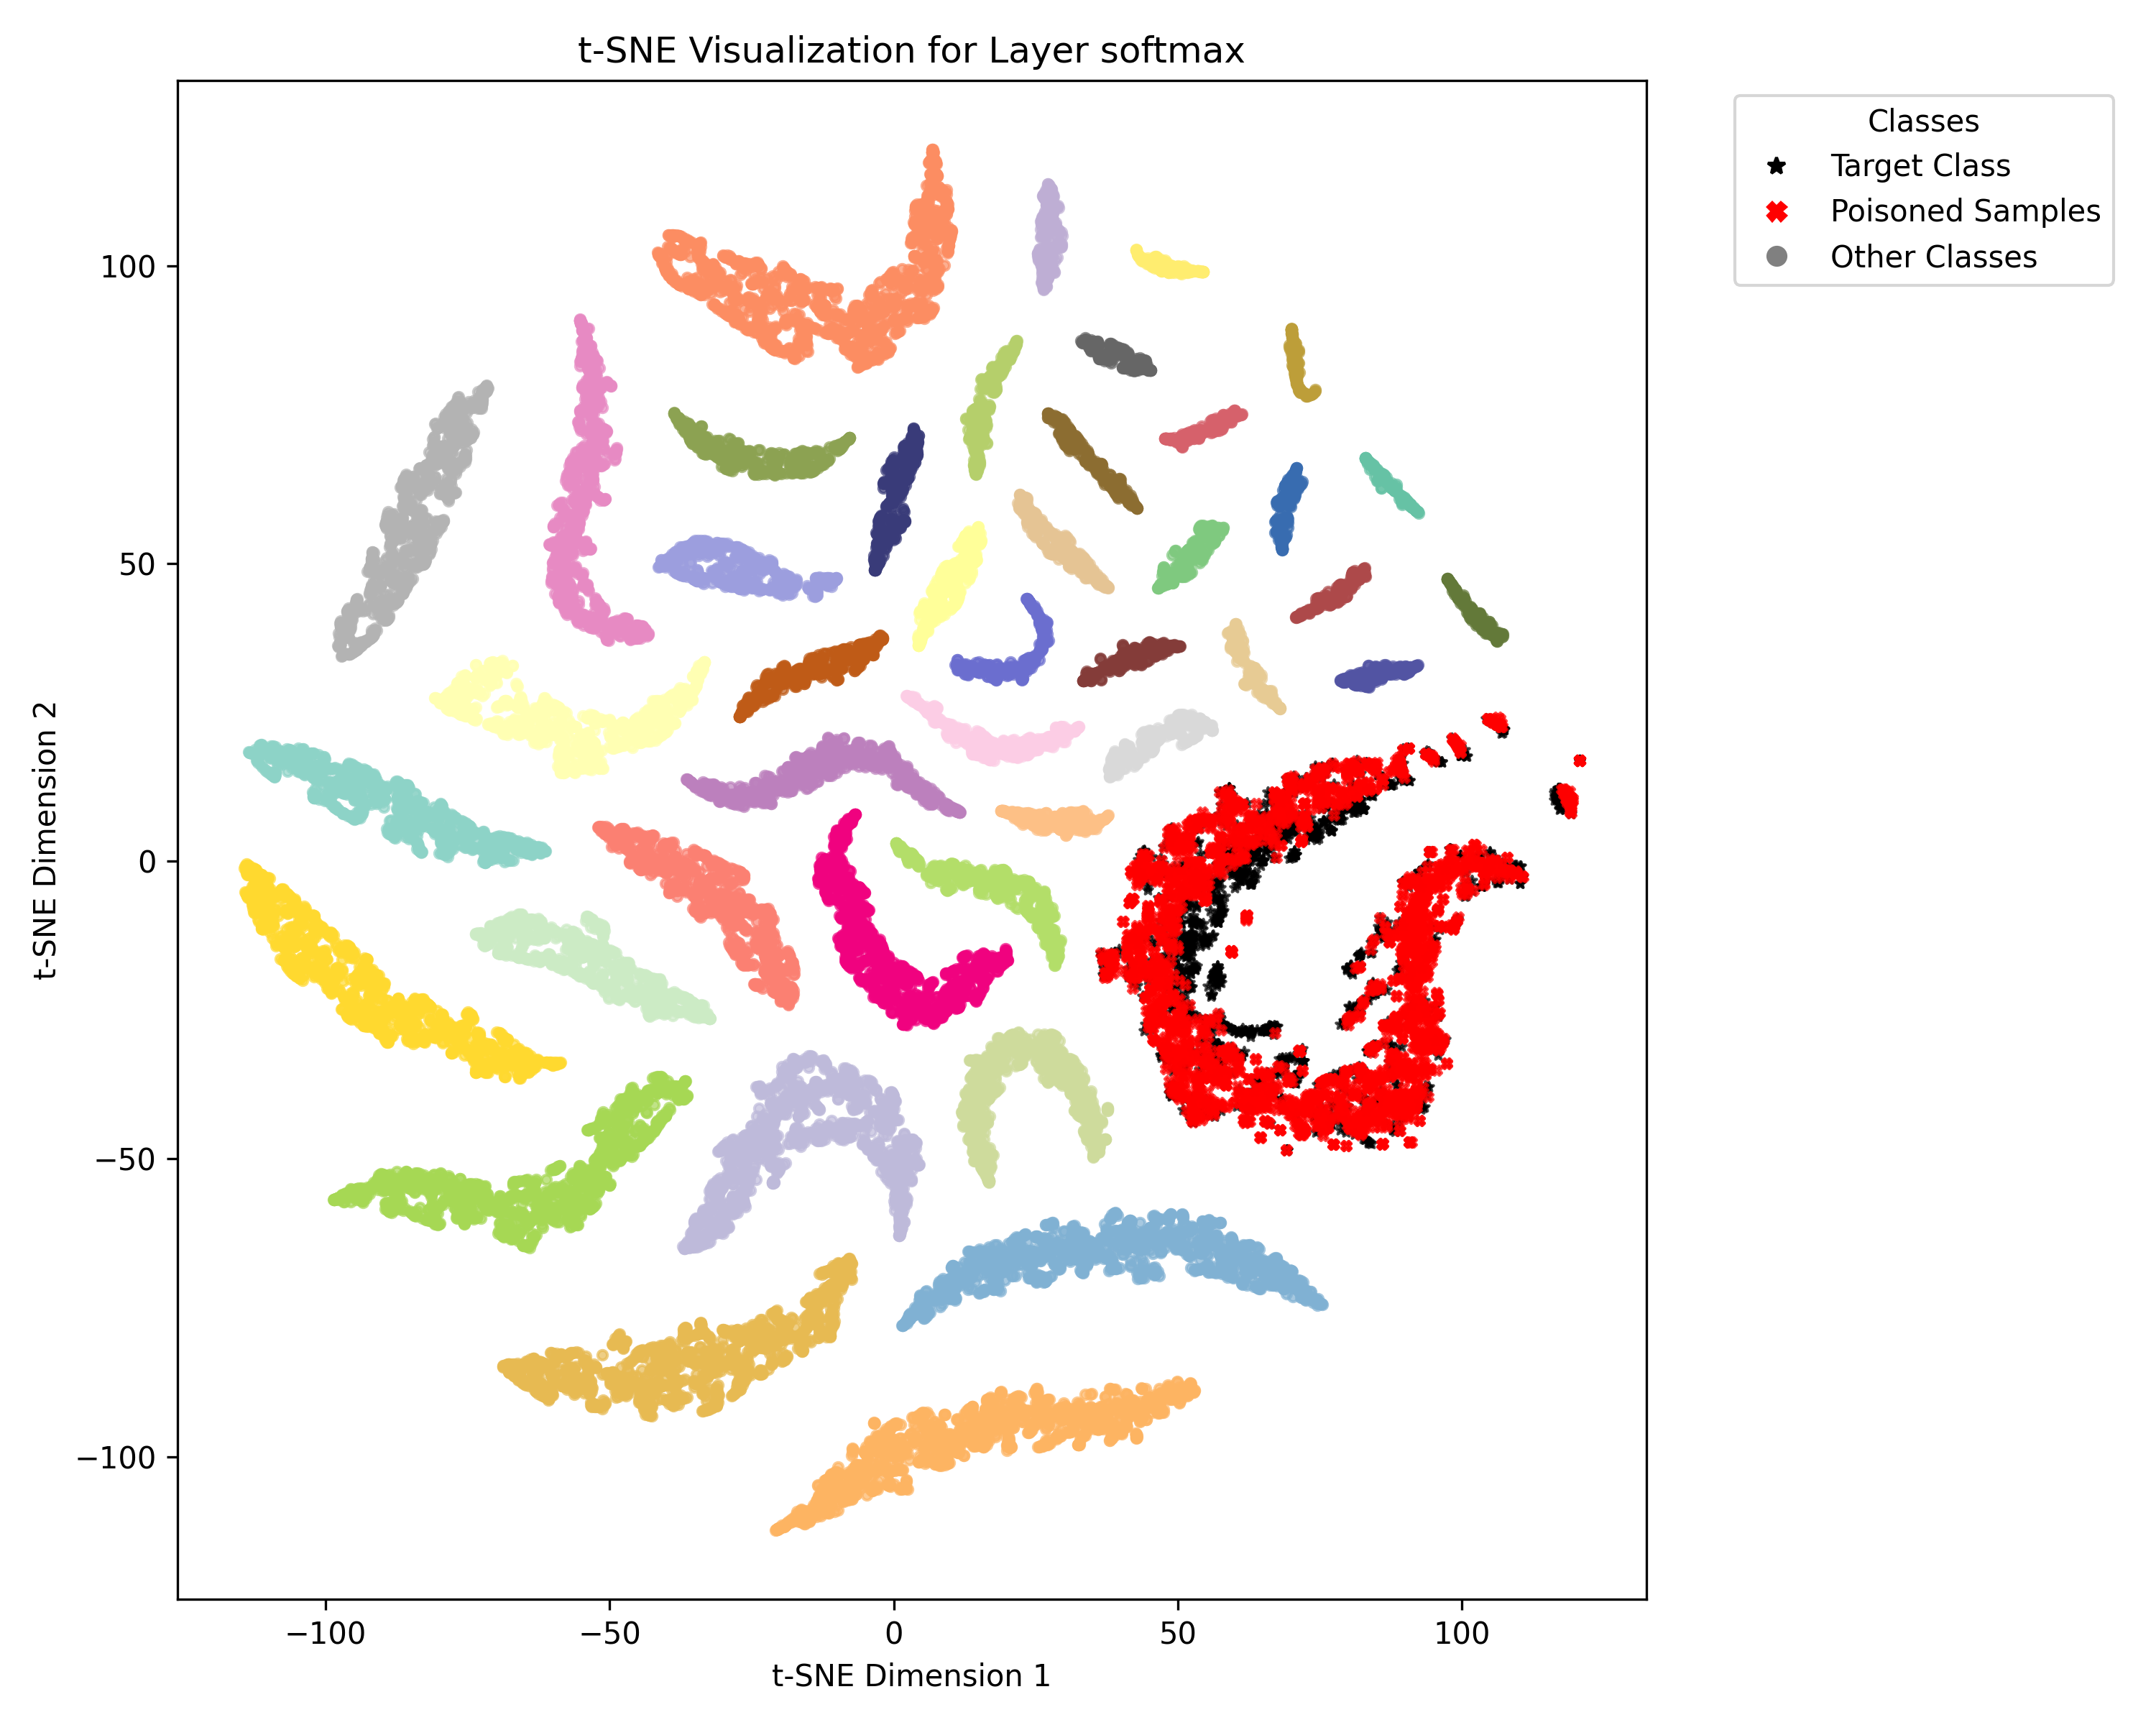 t-SNE Visualization for Layer softmax
Classes
Target Class
Poisoned Samples
Other Classes
100
50
0
−50
−100
t-SNE Dimension 2
−100
−50
0
50
100
t-SNE Dimension 1